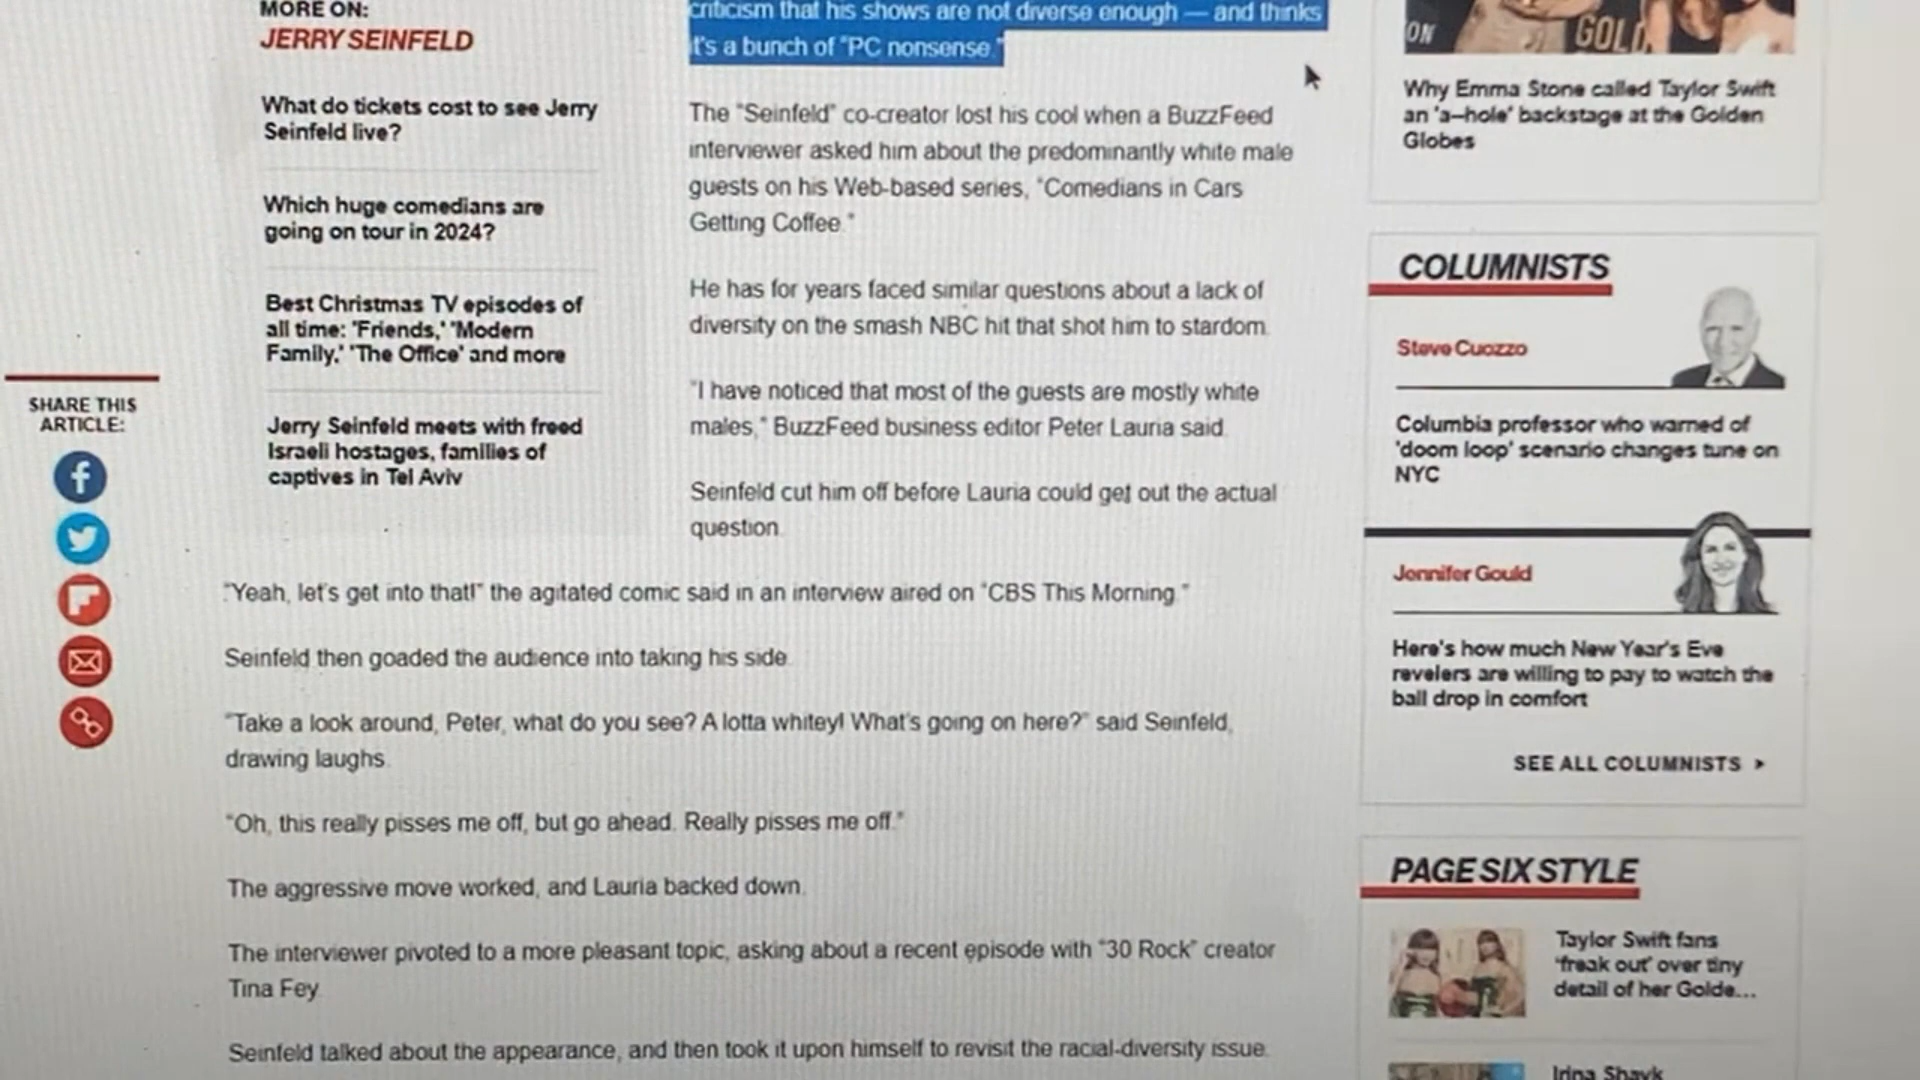 MORE ON:
JERRY SEINFELD
What do tickets cost to see Jerry
Seinfeld live?
Which huge comedians are
going on tour in 2024?
Best Christmas TV episodes of
all time: 'Friends,' 'Modern
Family,' 'The Office' and more
Jerry Seinfeld meets with freed
Israeli hostages, families of
captives in Tel Aviv
SHARE THIS
ARTICLE:
criticism that his shows are not diverse enough — and thinks
it's a bunch of "PC nonsense."
The "Seinfeld" co-creator lost his cool when a BuzzFeed
interviewer asked him about the predominantly white male
guests on his Web-based series, "Comedians in Cars
Getting Coffee."
He has for years faced similar questions about a lack of
diversity on the smash NBC hit that shot him to stardom.
"I have noticed that most of the guests are mostly white
males," BuzzFeed business editor Peter Lauria said.
Seinfeld cut him off before Lauria could get out the actual
question.
"Yeah, let's get into that!" the agitated comic said in an interview aired on "CBS This Morning."
Seinfeld then goaded the audience into taking his side.
"Take a look around, Peter, what do you see? A lotta whitey! What's going on here?" said Seinfeld,
drawing laughs.
"Oh, this really pisses me off, but go ahead. Really pisses me off."
The aggressive move worked, and Lauria backed down.
The interviewer pivoted to a more pleasant topic, asking about a recent episode with "30 Rock" creator
Tina Fey.
Seinfeld talked about the appearance, and then took it upon himself to revisit the racial-diversity issue.
ON
GOLD
Why Emma Stone called Taylor Swift
an 'a–hole' backstage at the Golden
Globes
COLUMNISTS
Steve Cuozzo
Columbia professor who warned of
'doom loop' scenario changes tune on
NYC
Jennifer Gould
Here's how much New Year's Eve
revelers are willing to pay to watch the
ball drop in comfort
SEE ALL COLUMNISTS
PAGE SIX STYLE
Taylor Swift fans
'freak out' over tiny
detail of her Golde...
Irina Shayk